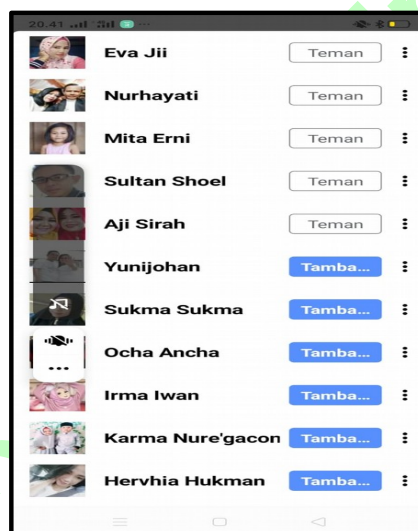 20.41
Eva Jii Teman
Nurhayati Teman
Mita Erni Teman
Sultan Shoel Teman
Aji Sirah Teman
Yunijohan Tamba...
Sukma Sukma Tamba...
Ocha Ancha Tamba...
Irma Iwan Tamba...
Karma Nure'gacon Tamba...
Hervhia Hukman Tamba...